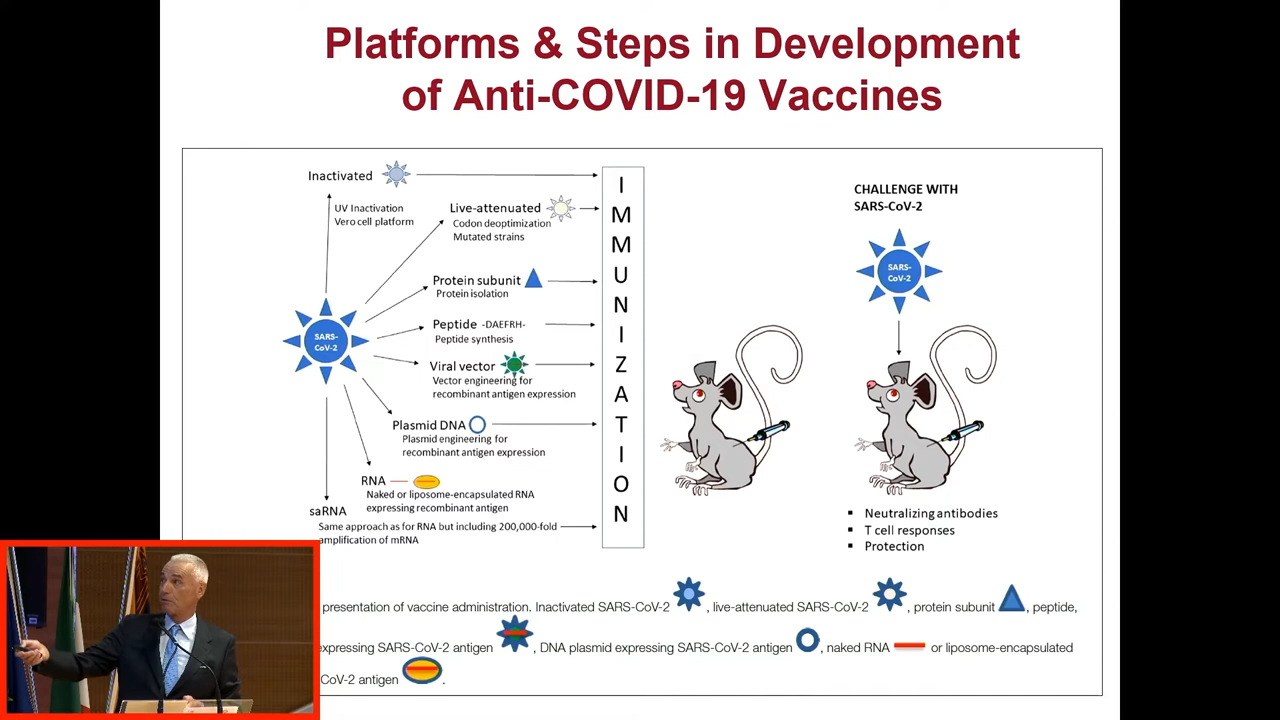 Platforms & Steps in Development
of Anti-COVID-19 Vaccines
Inactivated
UV Inactivation
Vero cell platform
Live-attenuated
Codon deoptimization
Mutated strains
Protein subunit
Protein isolation
Peptide -DAEFRH-
Peptide synthesis
Viral vector
Vector engineering for
recombinant antigen expression
Plasmid DNA
Plasmid engineering for
recombinant antigen expression
RNA
Naked or liposome-encapsulated RNA
expressing recombinant antigen
saRNA
Same approach as for RNA but including 200,000-fold
amplification of mRNA
SARS-
CoV-2
I
M
M
U
N
I
Z
A
T
I
O
N
CHALLENGE WITH
SARS-CoV-2
SARS-
CoV-2
Neutralizing antibodies
T cell responses
Protection
presentation of vaccine administration. Inactivated SARS-CoV-2 , live-attenuated SARS-CoV-2 , protein subunit , peptide,
expressing SARS-CoV-2 antigen , DNA plasmid expressing SARS-CoV-2 antigen , naked RNA or liposome-encapsulated
CoV-2 antigen .